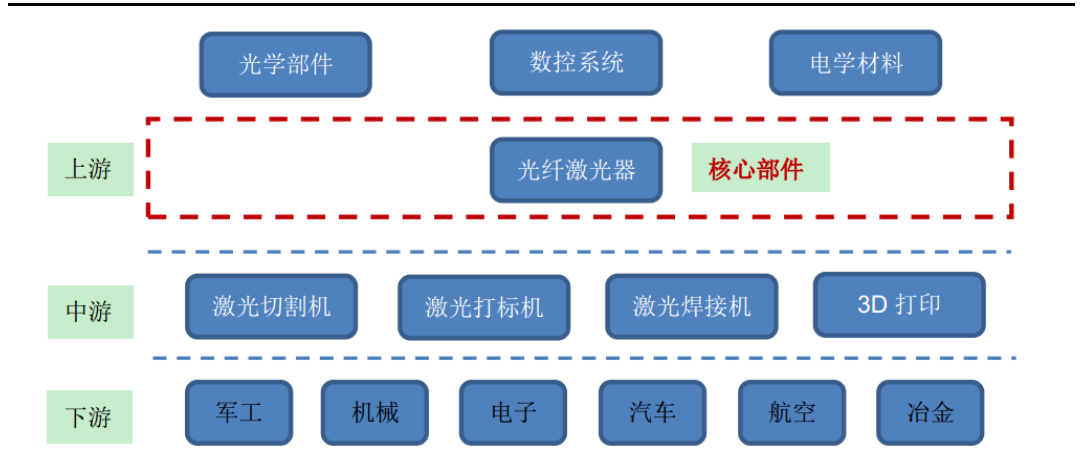 光学部件 数控系统 电学材料
上游 光纤激光器 核心部件
中游 激光切割机 激光打标机 激光焊接机 3D 打印
下游 军工 机械 电子 汽车 航空 冶金